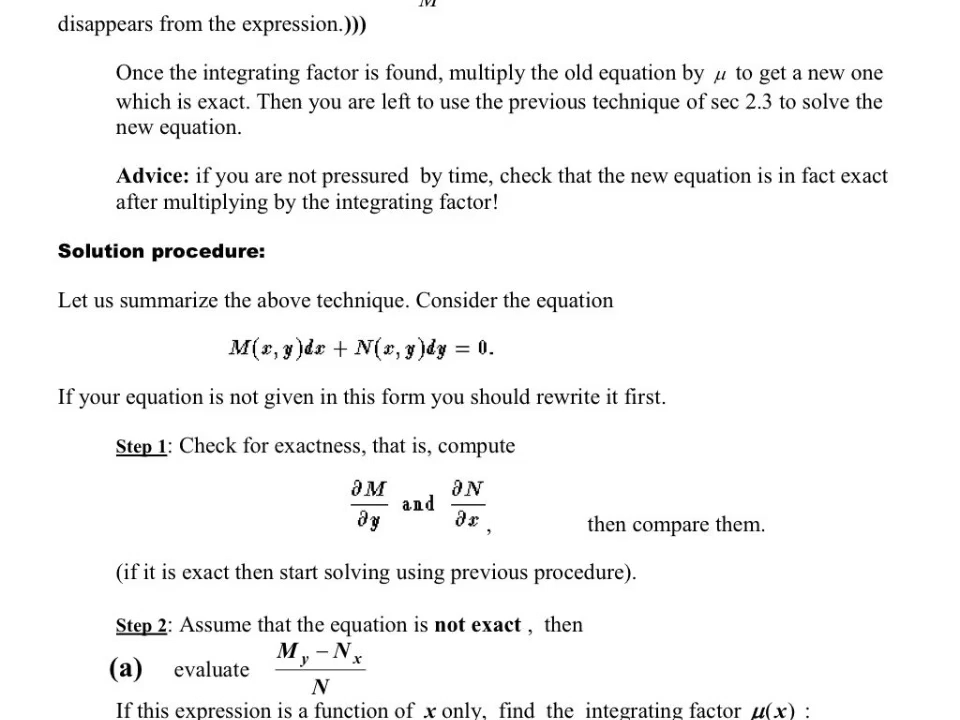 M
disappears from the expression.)))
Once the integrating factor is found, multiply the old equation by μ to get a new one
which is exact. Then you are left to use the previous technique of sec 2.3 to solve the
new equation.
Advice: if you are not pressured by time, check that the new equation is in fact exact
after multiplying by the integrating factor!
Solution procedure:
Let us summarize the above technique. Consider the equation
M(x, y)dx + N(x, y)dy = 0.
If your equation is not given in this form you should rewrite it first.
Step 1: Check for exactness, that is, compute
∂M/∂y and ∂N/∂x, then compare them.
(if it is exact then start solving using previous procedure).
Step 2: Assume that the equation is not exact , then
(a) evaluate (M_y − N_x)/N
If this expression is a function of x only, find the integrating factor μ(x) :